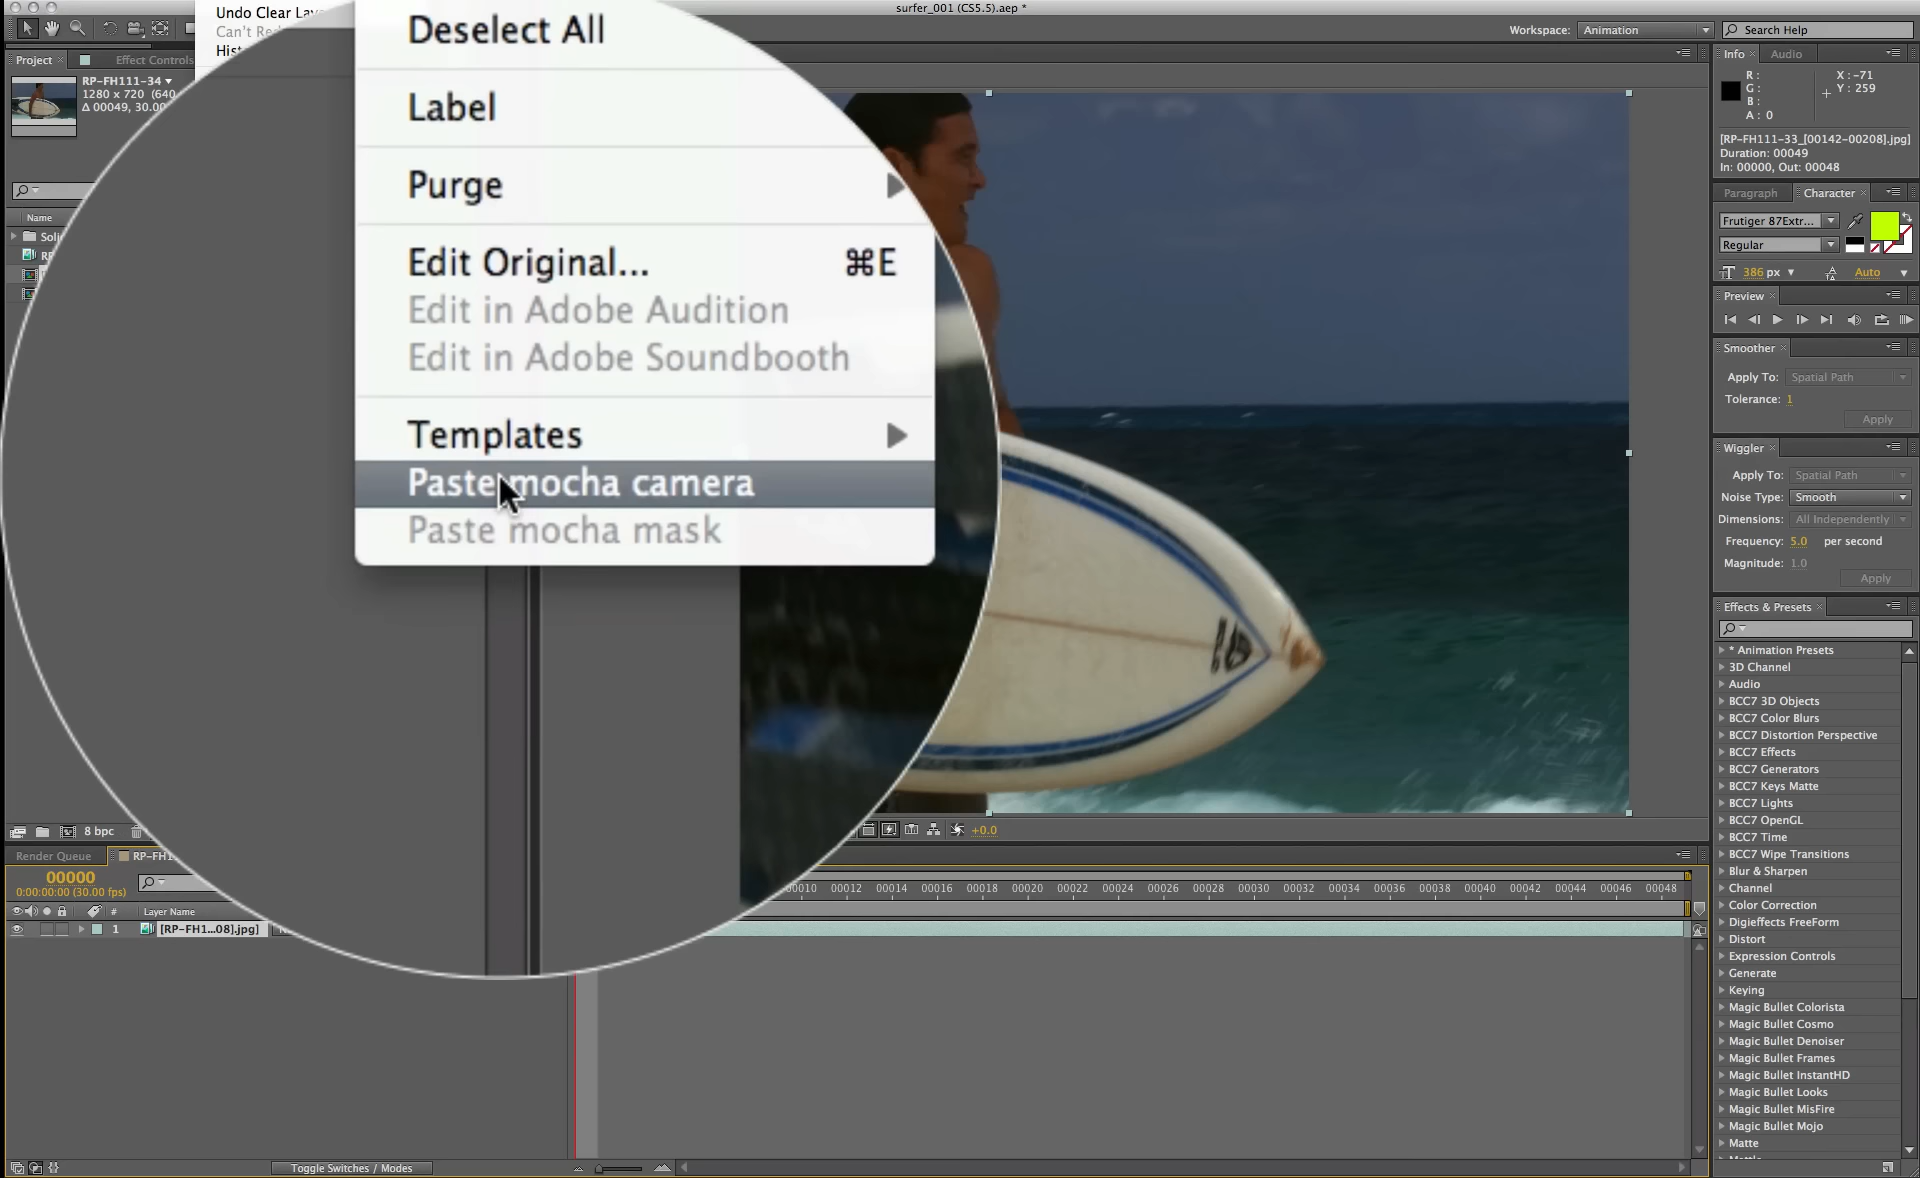 surfer_001 (CS5.5).aep *
Undo Clear
Can't Re
His
Workspace: Animation
Search Help
Project
Effect Controls
RP-FH111-34
1280 x 720 (640
Δ 00049, 30.00
Name
Soli
Deselect All
Label
Purge
Edit Original... ⌘E
Edit in Adobe Audition
Edit in Adobe Soundbooth
Templates
Paste mocha camera
Paste mocha mask
Info
Audio
R:
G:
B:
A: 0
X: -71
Y: 259
[RP-FH111-33_[00142-00208].jpg]
Duration: 00049
In: 00000, Out: 00048
Paragraph
Character
Frutiger 87Extr...
Regular
386 px
Auto
Preview
Smoother
Apply To: Spatial Path
Tolerance: 1
Apply
Wiggler
Apply To: Spatial Path
Noise Type: Smooth
Dimensions: All Independently
Frequency: 5.0 per second
Magnitude: 1.0
Apply
Effects & Presets
* Animation Presets
3D Channel
Audio
BCC7 3D Objects
BCC7 Color Blurs
BCC7 Distortion Perspective
BCC7 Effects
BCC7 Generators
BCC7 Keys Matte
BCC7 Lights
BCC7 OpenGL
BCC7 Time
BCC7 Wipe Transitions
Blur & Sharpen
Channel
Color Correction
Digieffects FreeForm
Distort
Expression Controls
Generate
Keying
Magic Bullet Colorista
Magic Bullet Cosmo
Magic Bullet Denoiser
Magic Bullet Frames
Magic Bullet InstantHD
Magic Bullet Looks
Magic Bullet MisFire
Magic Bullet Mojo
Matte
8 bpc
+0.0
Render Queue
RP-FH1
00000
0:00:00:00 (30.00 fps)
# Layer Name
1 [RP-FH1...08].jpg]
00010 00012 00014 00016 00018 00020 00022 00024 00026 00028 00030 00032 00034 00036 00038 00040 00042 00044 00046 00048
Toggle Switches / Modes